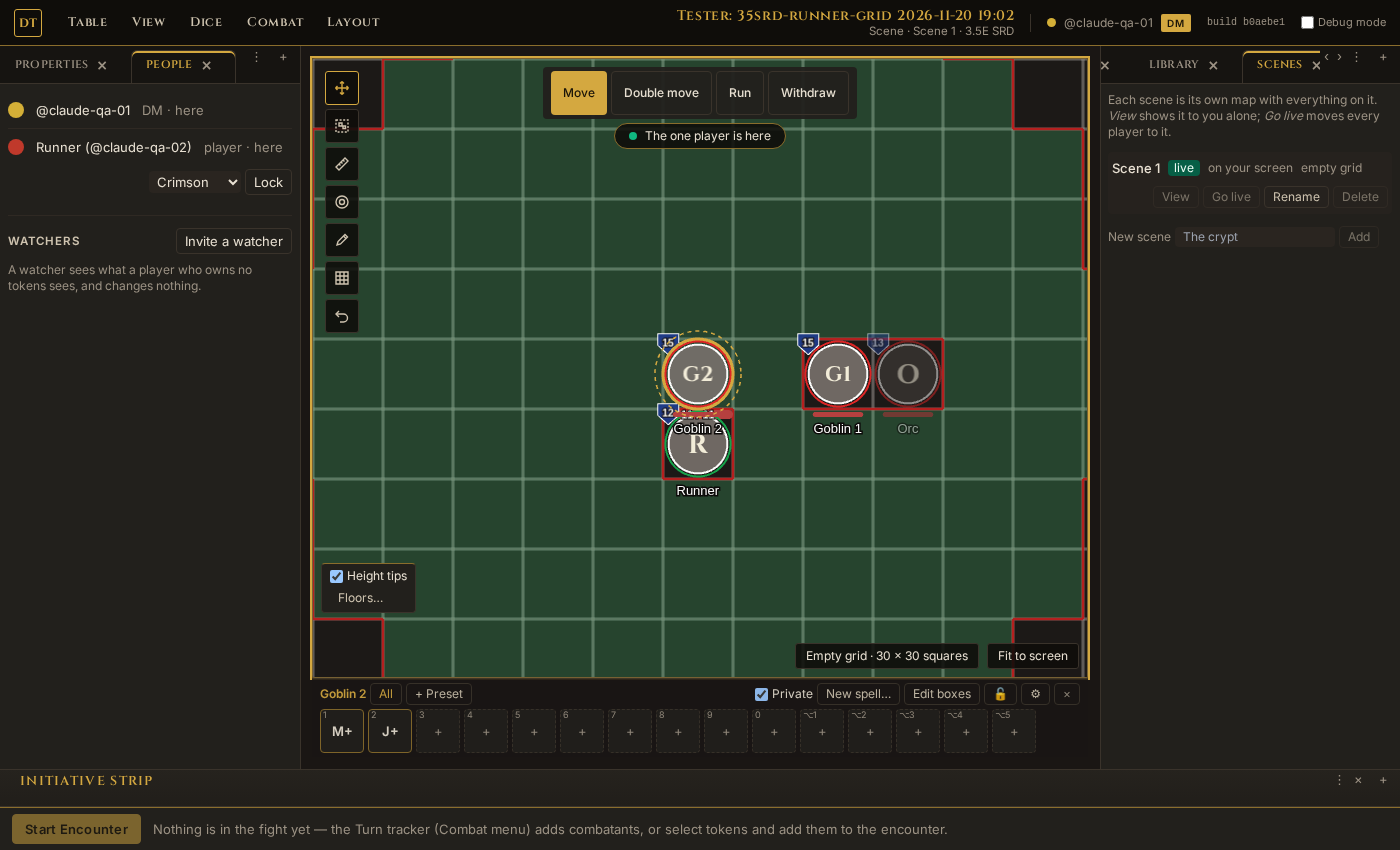 DT
TABLE VIEW DICE COMBAT LAYOUT
TESTER: 35SRD-RUNNER-GRID 2026-11-20 19:02
Scene · Scene 1 · 3.5E SRD
@claude-qa-01 DM
build b0aebe1
Debug mode
PROPERTIES × PEOPLE × ⋮ +
@claude-qa-01 DM · here
Runner (@claude-qa-02) player · here
Crimson Lock
WATCHERS Invite a watcher
A watcher sees what a player who owns no
tokens sees, and changes nothing.
Move Double move Run Withdraw
The one player is here
15 G2
Goblin 2
15 G1
Goblin 1
13 O
Orc
12 R
Runner
Height tips
Floors...
Empty grid · 30 × 30 squares Fit to screen
× LIBRARY × SCENES × ‹ › ⋮ +
Each scene is its own map with everything on it.
View shows it to you alone; Go live moves every
player to it.
Scene 1 live on your screen empty grid
View Go live Rename Delete
New scene The crypt Add
Goblin 2 All + Preset
Private New spell... Edit boxes 🔓 ⚙ ×
1 M+ 2 J+ 3 + 4 + 5 + 6 + 7 + 8 + 9 + 0 + ⌥1 + ⌥2 + ⌥3 + ⌥4 + ⌥5 +
INITIATIVE STRIP ⋮ × +
Start Encounter Nothing is in the fight yet — the Turn tracker (Combat menu) adds combatants, or select tokens and add them to the encounter.